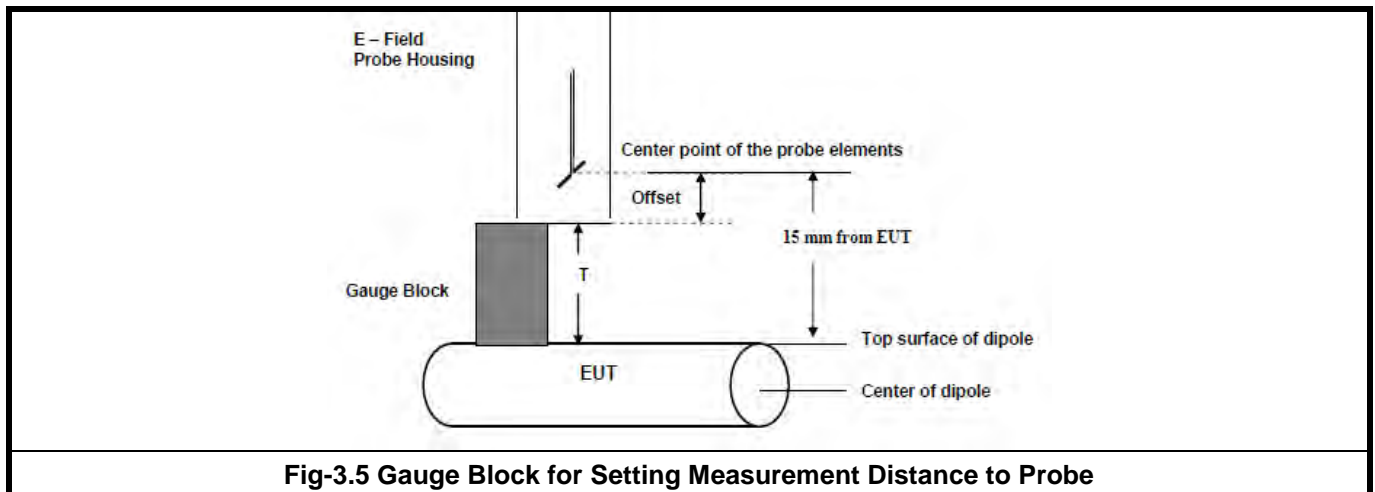 E – Field
Probe Housing
Center point of the probe elements
Offset
15 mm from EUT
T
Gauge Block
Top surface of dipole
EUT
Center of dipole
Fig-3.5 Gauge Block for Setting Measurement Distance to Probe